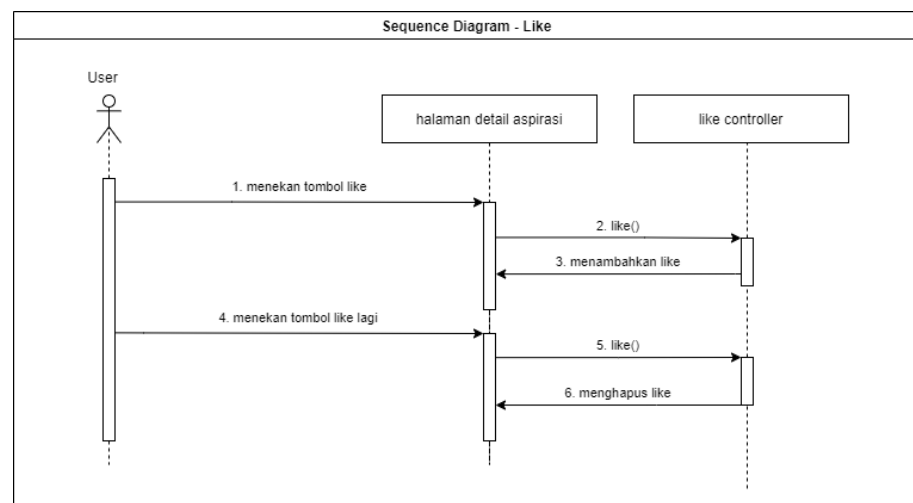 Sequence Diagram - Like
User
halaman detail aspirasi
like controller
1. menekan tombol like
2. like()
3. menambahkan like
4. menekan tombol like lagi
5. like()
6. menghapus like